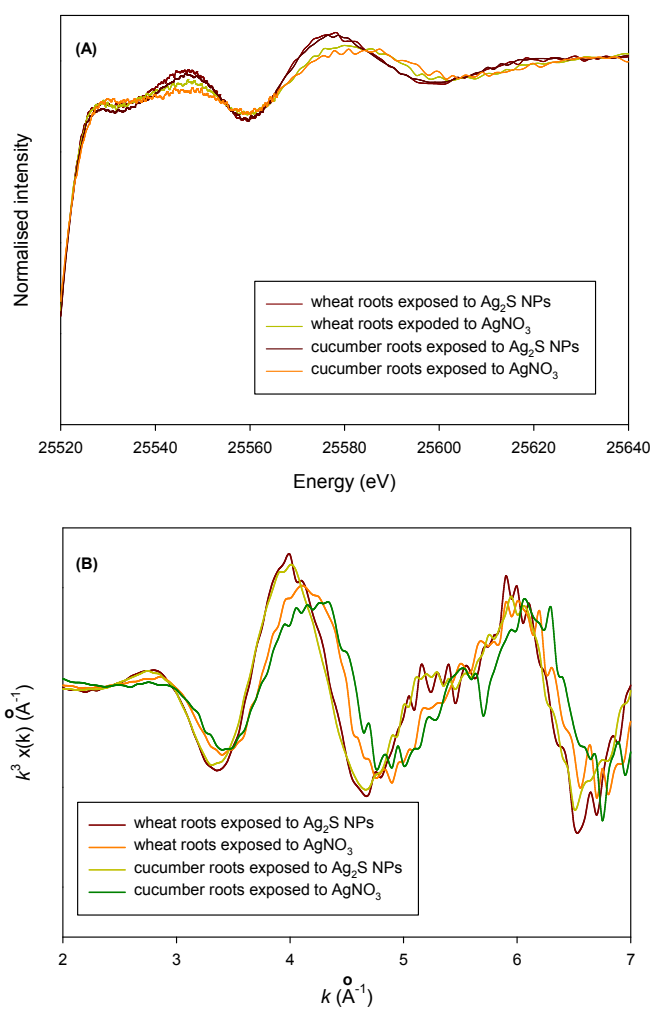 (A)
Normalised intensity
wheat roots exposed to Ag₂S NPs
wheat roots expoded to AgNO₃
cucumber roots exposed to Ag₂S NPs
cucumber roots exposed to AgNO₃
25520 25540 25560 25580 25600 25620 25640
Energy (eV)
(B)
k³ x(k) (Å⁻¹)
wheat roots exposed to Ag₂S NPs
wheat roots exposed to AgNO₃
cucumber roots exposed to Ag₂S NPs
cucumber roots exposed to AgNO₃
2 3 4 5 6 7
k (Å⁻¹)